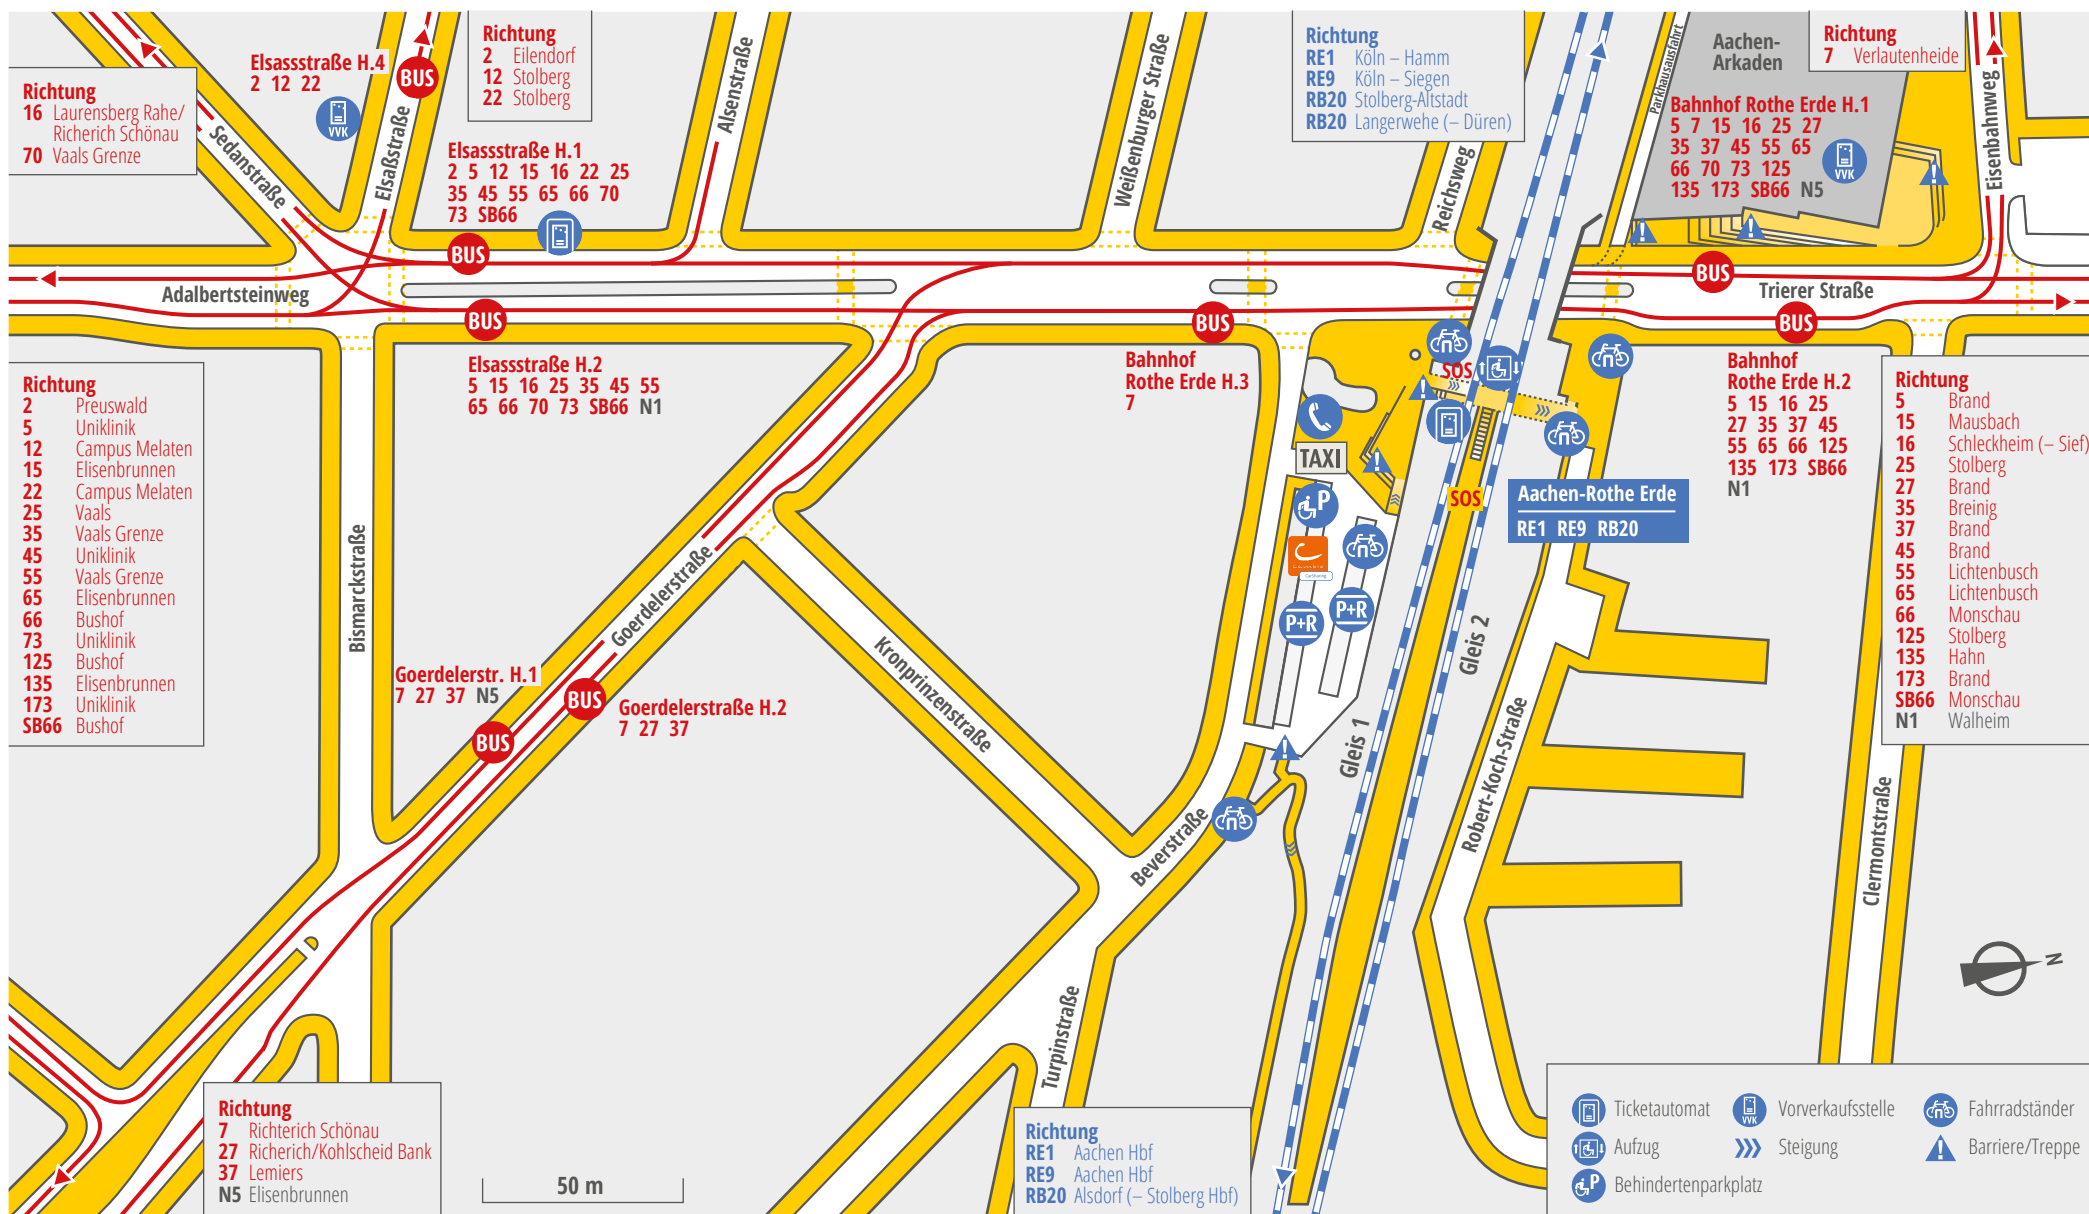 Richtung
16 Laurensberg Rahe/
Richerich Schönau
70 Vaals Grenze
Elsassstraße H.4
2 12 22
VVK
BUS
Richtung
2 Eilendorf
12 Stolberg
22 Stolberg
Sedanstraße
Elsaßstraße
Alsenstraße
Weißenburger Straße
Reichsweg
Elsassstraße H.1
2 5 12 15 16 22 25
35 45 55 65 66 70
73 SB66
BUS
Richtung
RE1 Köln – Hamm
RE9 Köln – Siegen
RB20 Stolberg-Altstadt
RB20 Langerwehe (– Düren)
Parkhausausfahrt
Aachen-
Arkaden
Richtung
7 Verlautenheide
Bahnhof Rothe Erde H.1
5 7 15 16 25 27
35 37 45 55 65
66 70 73 125
135 173 SB66 N5
VVK
Eisenbahnweg
BUS
Adalbertsteinweg
Trierer Straße
BUS
BUS
BUS
Richtung
2 Preuswald
5 Uniklinik
12 Campus Melaten
15 Elisenbrunnen
22 Campus Melaten
25 Vaals
35 Vaals Grenze
45 Uniklinik
55 Vaals Grenze
65 Elisenbrunnen
66 Bushof
73 Uniklinik
125 Bushof
135 Elisenbrunnen
173 Uniklinik
SB66 Bushof
Elsassstraße H.2
5 15 16 25 35 45 55
65 66 70 73 SB66 N1
Bahnhof
Rothe Erde H.3
7
SOS
TAXI
P
SOS
CarSharing
P+R
P+R
Aachen-Rothe Erde
RE1 RE9 RB20
Bahnhof
Rothe Erde H.2
5 15 16 25
27 35 37 45
55 65 66 125
135 173 SB66
N1
Richtung
5 Brand
15 Mausbach
16 Schleckheim (– Sief)
25 Stolberg
27 Brand
35 Breinig
37 Brand
45 Brand
55 Lichtenbusch
65 Lichtenbusch
66 Monschau
125 Stolberg
135 Hahn
173 Brand
SB66 Monschau
N1 Walheim
Bismarckstraße
Goerdelerstraße
Kronprinzenstraße
Goerdelerstr. H.1
7 27 37 N5
BUS
BUS
Goerdelerstraße H.2
7 27 37
Gleis 1
Gleis 2
Beverstraße
Robert-Koch-Straße
Clermontstraße
Turpinstraße
N
Richtung
7 Richterich Schönau
27 Richerich/Kohlscheid Bank
37 Lemiers
N5 Elisenbrunnen
50 m
Richtung
RE1 Aachen Hbf
RE9 Aachen Hbf
RB20 Alsdorf (– Stolberg Hbf)
Ticketautomat
VVK Vorverkaufsstelle
Fahrradständer
Aufzug
Steigung
Barriere/Treppe
P Behindertenparkplatz